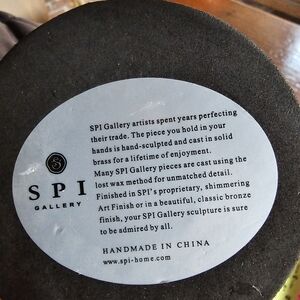 SPI
GALLERY
SPI Gallery artists spent years perfecting
their trade. The piece you hold in your
hands is hand-sculpted and cast in solid
brass for a lifetime of enjoyment.
Many SPI Gallery pieces are cast using the
lost wax method for unmatched detail.
Finished in SPI's proprietary, shimmering
Art Finish or in a beautiful, classic bronze
finish, your SPI Gallery sculpture is sure
to be admired by all.
HANDMADE IN CHINA
www.spi-home.com